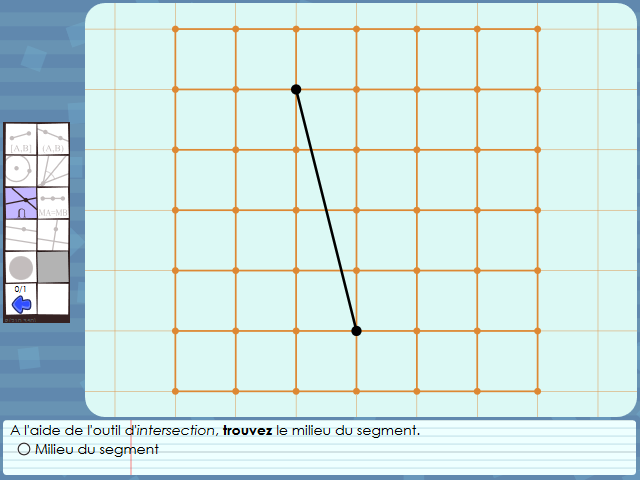 [A,B]
(A,B)
MA=MB
0/1
A l'aide de l'outil d'intersection, trouvez le milieu du segment.
Milieu du segment